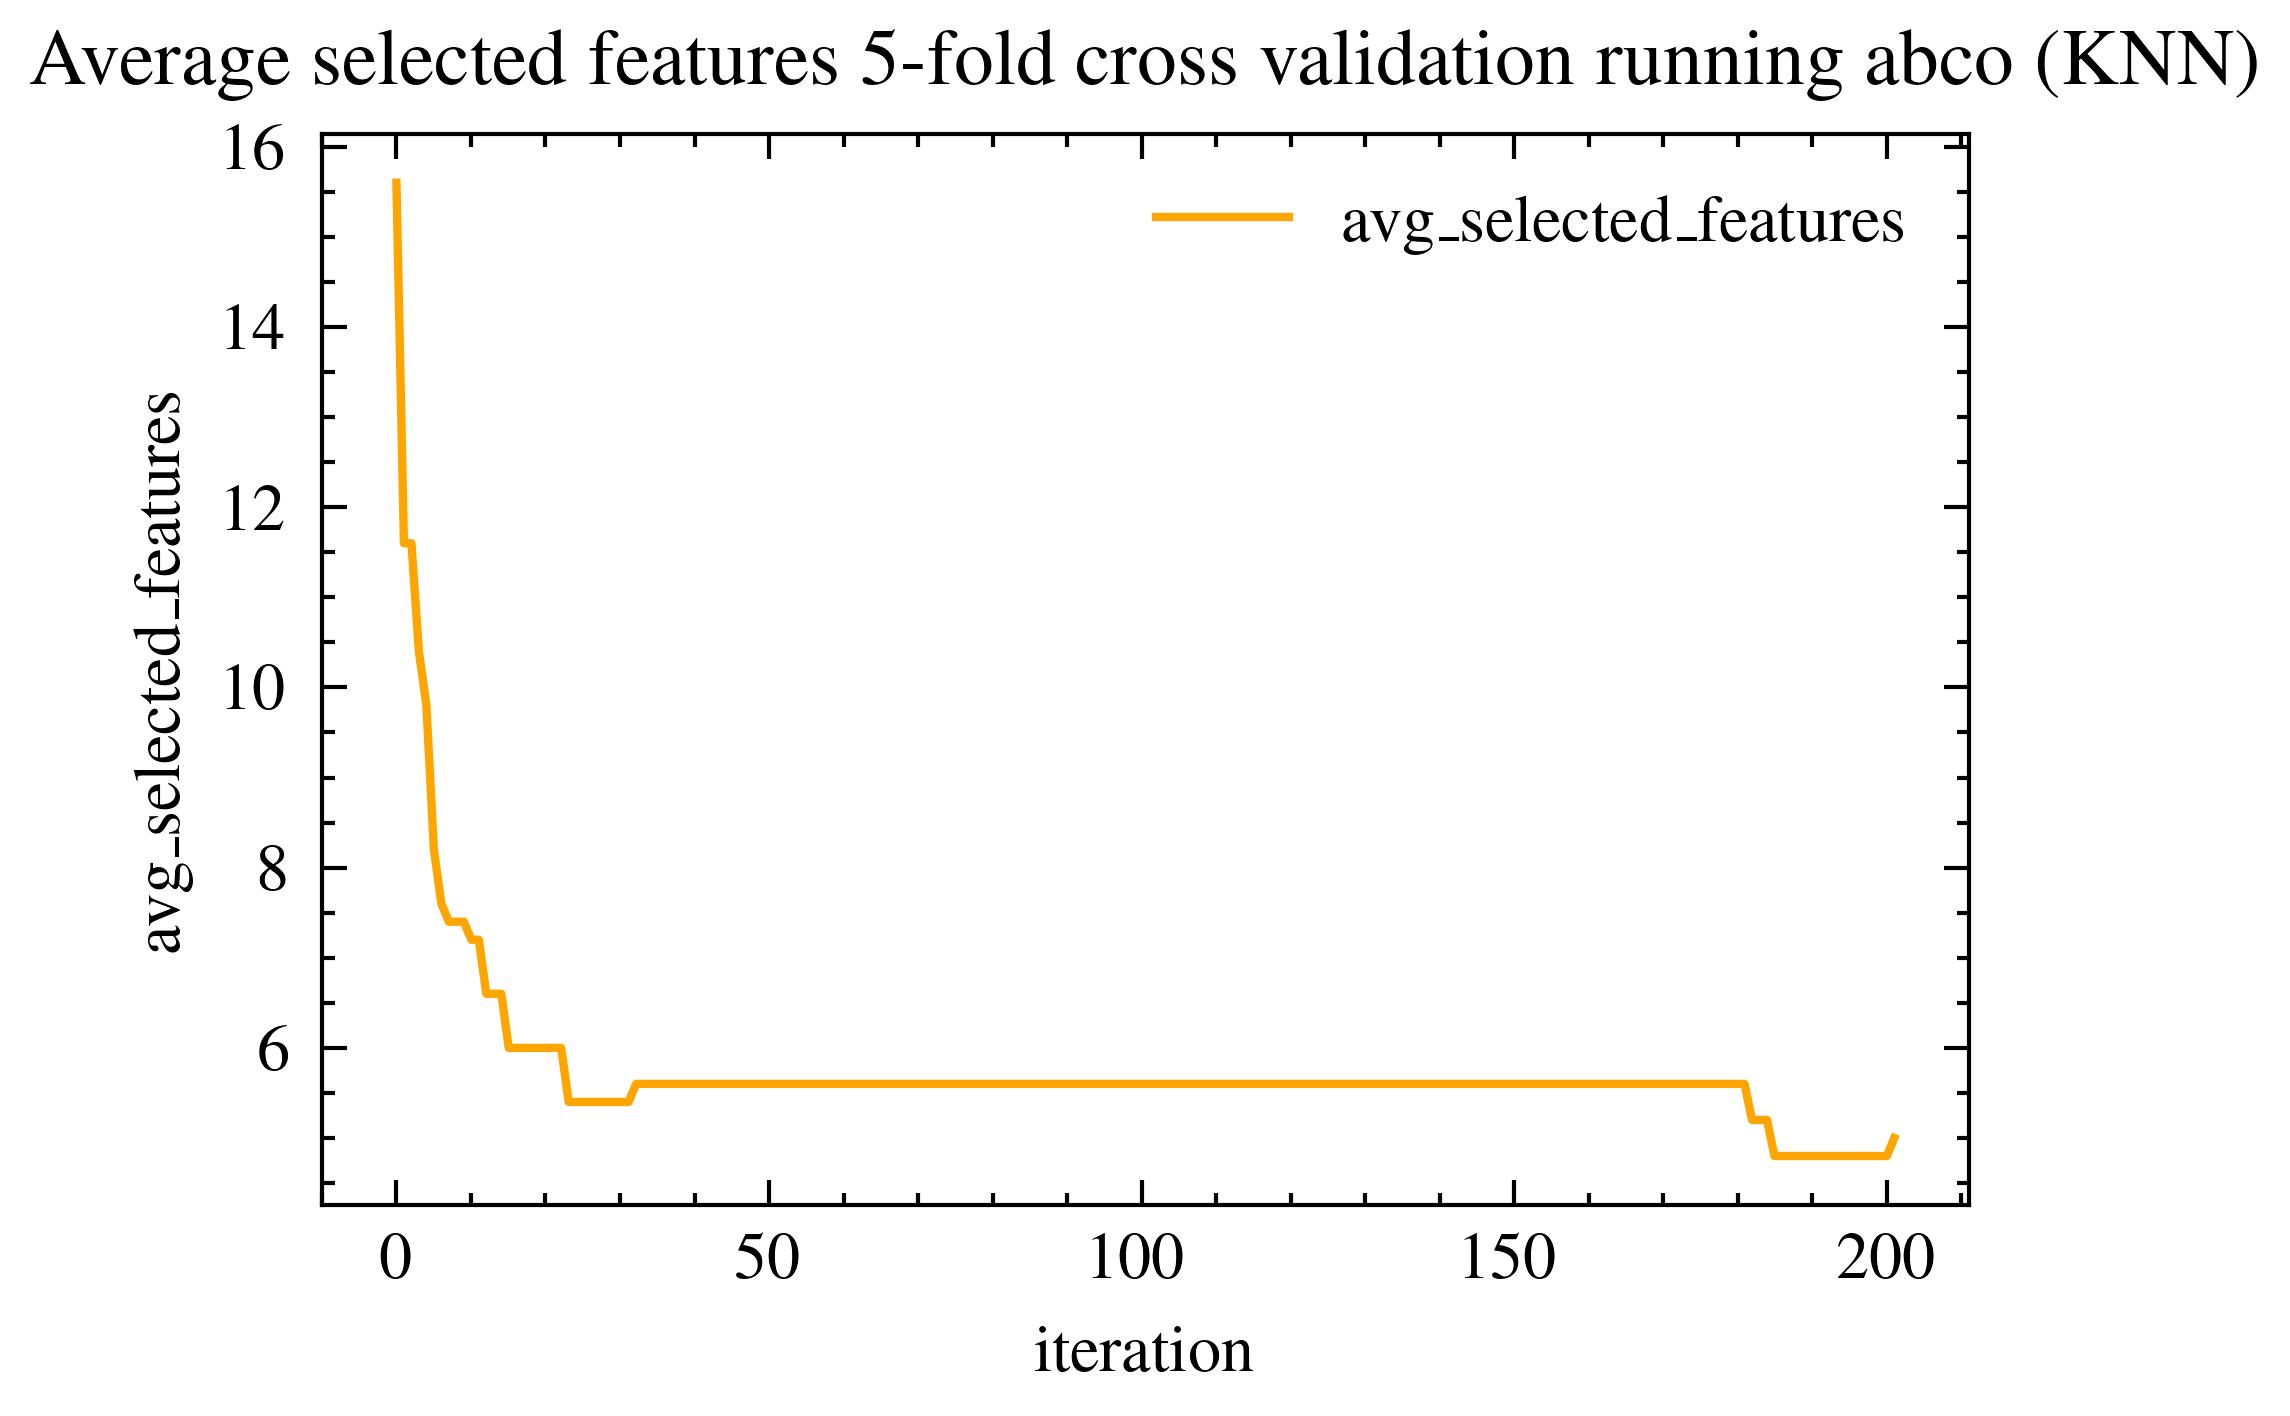 Average selected features 5-fold cross validation running abco (KNN)
avg_selected_features
16
14
12
10
8
6
avg_selected_features
0 50 100 150 200
iteration